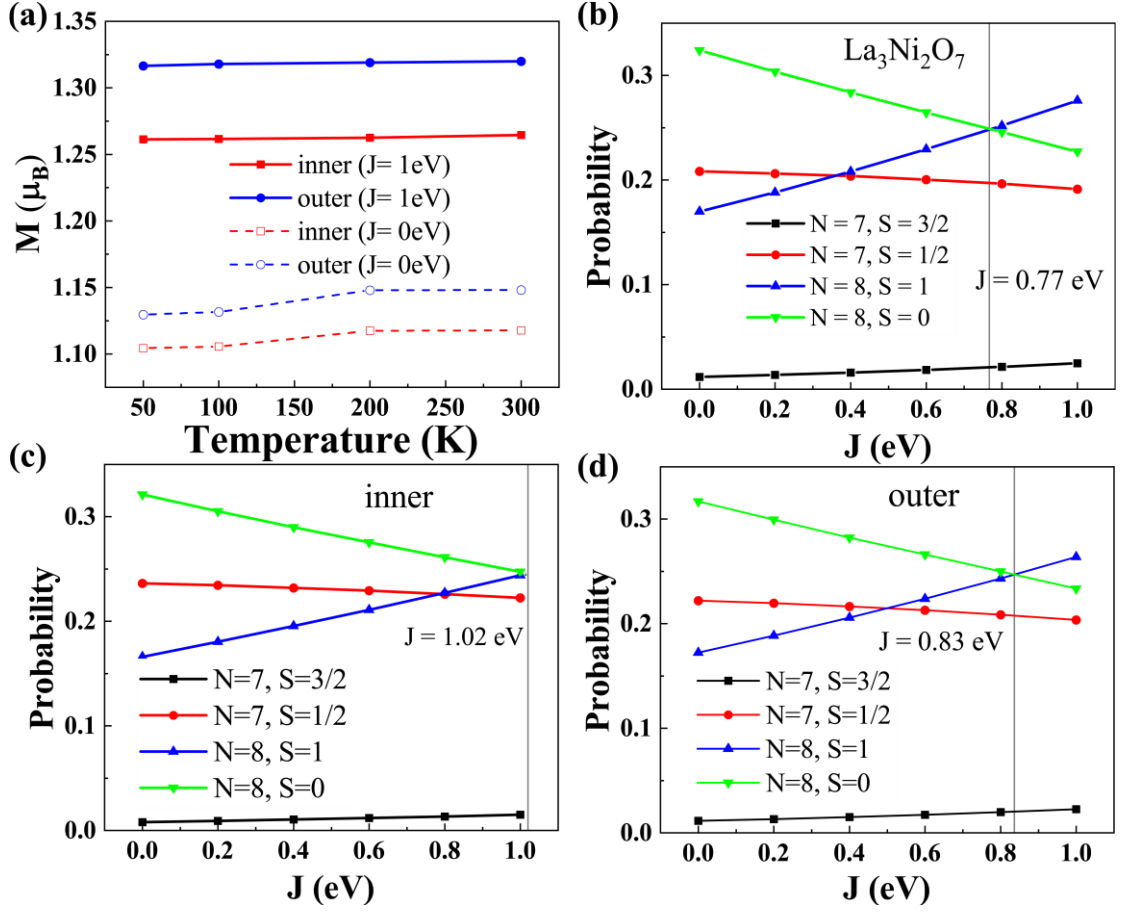 (a)
1.35
1.30
1.25
1.20
1.15
1.10
M (μB)
inner (J= 1eV)
outer (J= 1eV)
inner (J= 0eV)
outer (J= 0eV)
50 100 150 200 250 300
Temperature (K)
(b)
La3Ni2O7
0.3
0.2
0.1
0.0
Probability
N = 7, S = 3/2
N = 7, S = 1/2
N = 8, S = 1
N = 8, S = 0
J = 0.77 eV
0.0 0.2 0.4 0.6 0.8 1.0
J (eV)
(c)
inner
0.3
0.2
0.1
0.0
Probability
J = 1.02 eV
N=7, S=3/2
N=7, S=1/2
N=8, S=1
N=8, S=0
0.0 0.2 0.4 0.6 0.8 1.0
J (eV)
(d)
outer
0.3
0.2
0.1
0.0
Probability
J = 0.83 eV
N=7, S=3/2
N=7, S=1/2
N=8, S=1
N=8, S=0
0.0 0.2 0.4 0.6 0.8 1.0
J (eV)